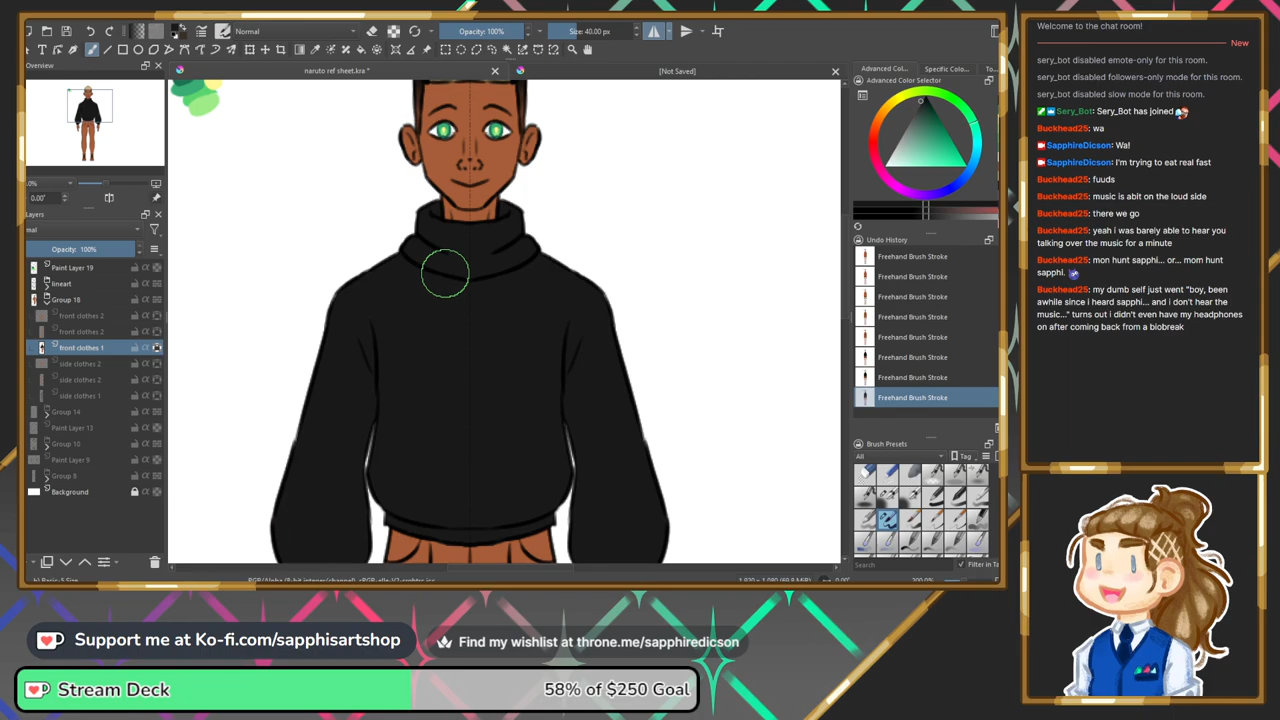 Normal
Opacity: 100%
Size: 40.00 px
Overview
naruto ref sheet.kra *
[Not Saved]
Advanced Col...
Specific Colo...
To...
Advanced Color Selector
0.00°
Layers
Opacity: 100%
Paint Layer 19
lineart
Group 18
front clothes 2
front clothes 2
front clothes 1
side clothes 2
side clothes 2
side clothes 1
Group 14
Paint Layer 13
Group 10
Paint Layer 9
Group 8
Background
Undo History
Freehand Brush Stroke
Freehand Brush Stroke
Freehand Brush Stroke
Freehand Brush Stroke
Freehand Brush Stroke
Freehand Brush Stroke
Freehand Brush Stroke
Freehand Brush Stroke
Brush Presets
All
Tag
Search
Filter in Ta
Welcome to the chat room!
New
sery_bot disabled emote-only for this room.
sery_bot disabled followers-only mode for this room.
sery_bot disabled slow mode for this room.
Sery_Bot: Sery_Bot has joined
Buckhead25: wa
SapphireDicson: Wa!
SapphireDicson: I'm trying to eat real fast
Buckhead25: fuuds
Buckhead25: music is abit on the loud side
Buckhead25: there we go
Buckhead25: yeah i was barely able to hear you
talking over the music for a minute
Buckhead25: mon hunt sapphi... or... mom hunt
sapphi.
Buckhead25: my dumb self just went "boy, been
awhile since i heard sapphi... and i don't hear the
music..." turns out i didn't even have my headphones
on after coming back from a biobreak
Support me at Ko-fi.com/sapphisartshop
Find my wishlist at throne.me/sapphiredicson
Stream Deck
58% of $250 Goal